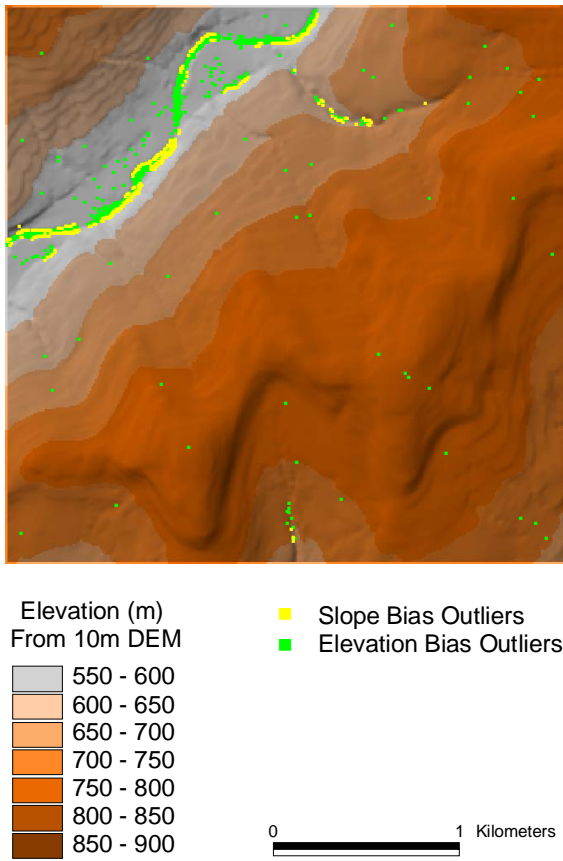 Elevation (m)
From 10m DEM
550 - 600
600 - 650
650 - 700
700 - 750
750 - 800
800 - 850
850 - 900
Slope Bias Outliers
Elevation Bias Outliers
0 1 Kilometers